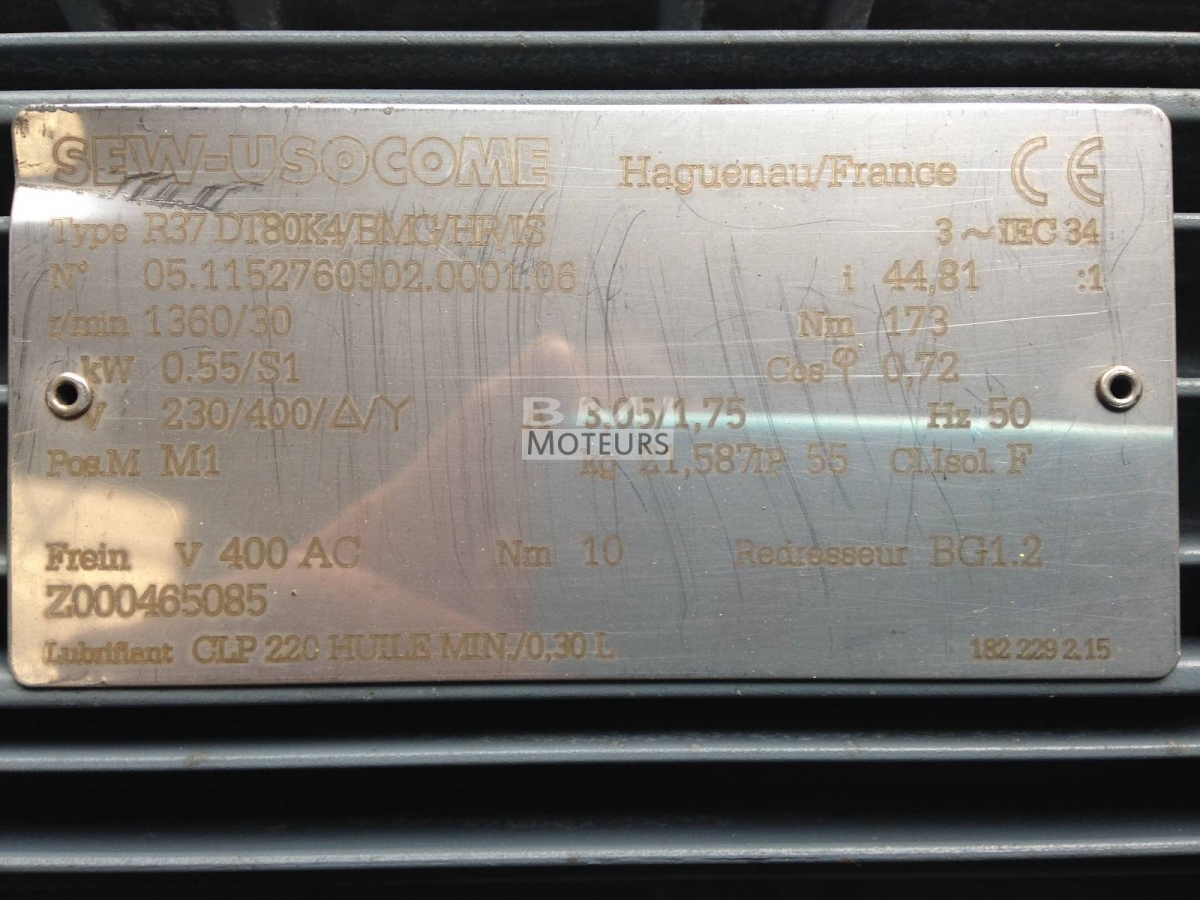 SEW-USOCOME Haguenau/France CE
Type R37 DT80K4/BMG/HR/IS 3~IEC 34
N° 05.1152760902.0001.06 i 44,81 :1
r/min 1360/30 Nm 173
kW 0.55/S1 Cos φ 0,72
V 230/400/Δ/Y 3.05/1,75 Hz 50
MOTEURS
Pos.M M1 kg 21,587 IP 55 Cl.Isol. F
Frein V 400 AC Nm 10 Redresseur BG1.2
Z000465085
Lubrifiant CLP 220 HUILE MIN./0,30 L 182 229 2.15